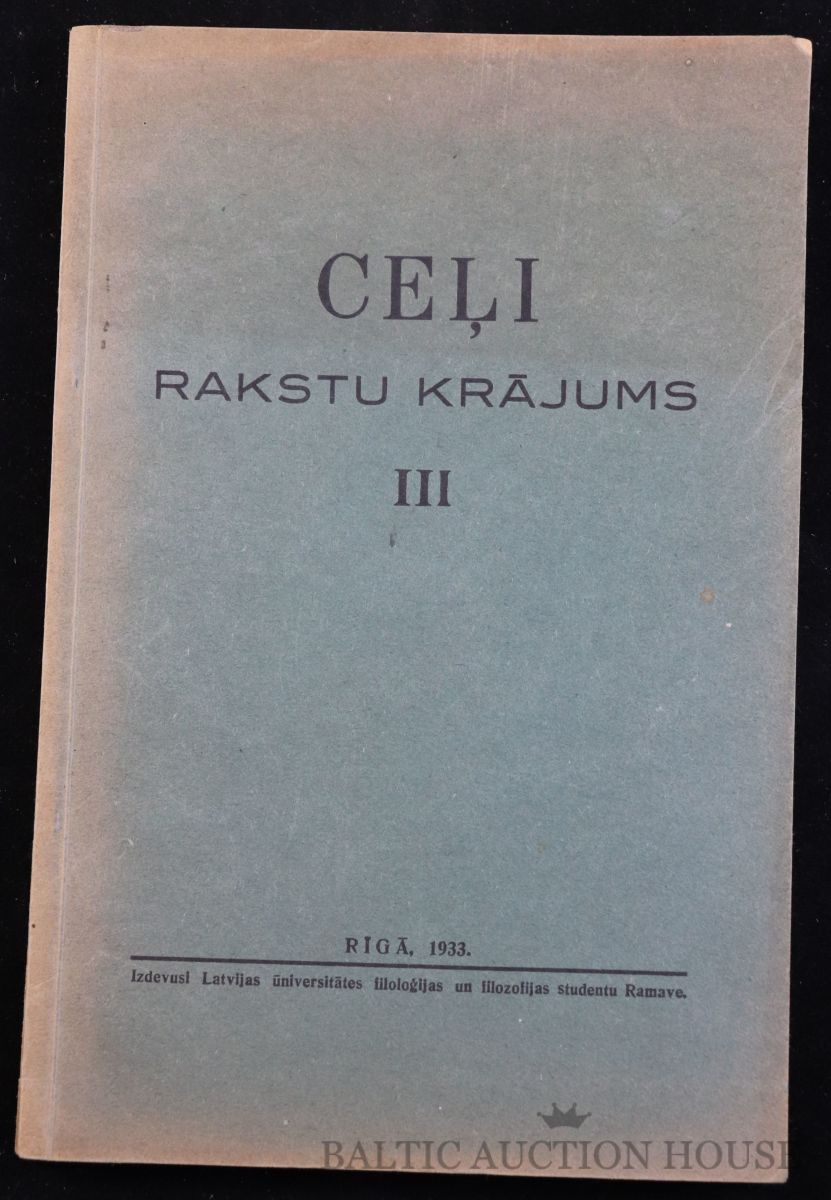 CEĻI
RAKSTU KRĀJUMS
III
RĪGĀ, 1933.
Izdevusi Latvijas ūniversitātes filoloģijas un filozofijas studentu Ramave.
BALTIC AUCTION HOUSE